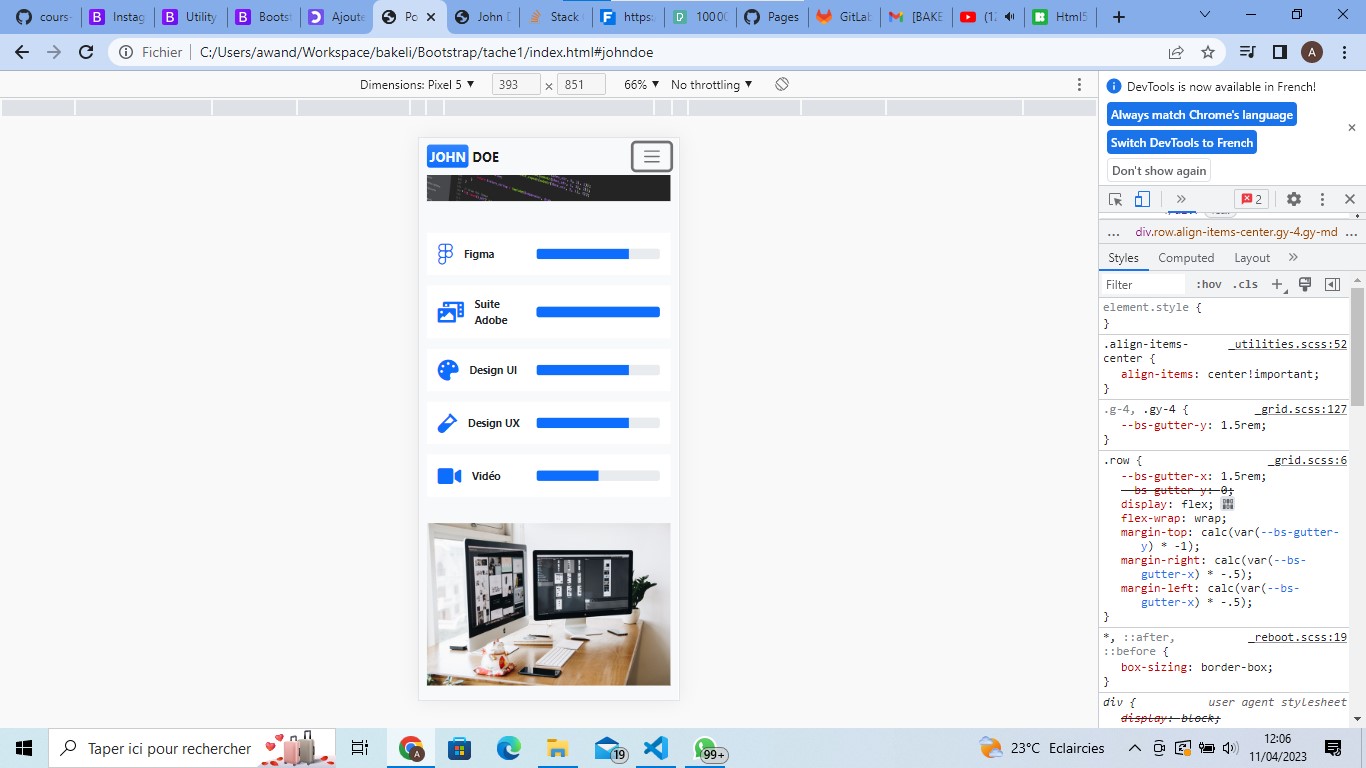 cours-
Instag
Utility
Bootst
Ajoute
Po
John D
Stack
https:
10000
Pages
GitLab
[BAKE
(12
Html5
Fichier
C:/Users/awand/Workspace/bakeli/Bootstrap/tache1/index.html#johndoe
A
Dimensions: Pixel 5 ▼ 393 × 851 66% ▼ No throttling ▼
DevTools is now available in French!
Always match Chrome's language
Switch DevTools to French
Don't show again
JOHN DOE
Figma
Suite
Adobe
Design UI
Design UX
Vidéo
2
... div.row.align-items-center.gy-4.gy-md ...
Styles Computed Layout »
Filter :hov .cls +
element.style {
}
.align-items-
center { _utilities.scss:52
align-items: center!important;
}
.g-4, .gy-4 { _grid.scss:127
--bs-gutter-y: 1.5rem;
}
.row { _grid.scss:6
--bs-gutter-x: 1.5rem;
--bs-gutter-y: 0;
display: flex;
flex-wrap: wrap;
margin-top: calc(var(--bs-gutter-
y) * -1);
margin-right: calc(var(--bs-
gutter-x) * -.5);
margin-left: calc(var(--bs-
gutter-x) * -.5);
}
*, ::after, _reboot.scss:19
::before {
box-sizing: border-box;
}
div { user agent stylesheet
display: block;
Taper ici pour rechercher
19
99+
23°C Eclaircies
12:06
11/04/2023